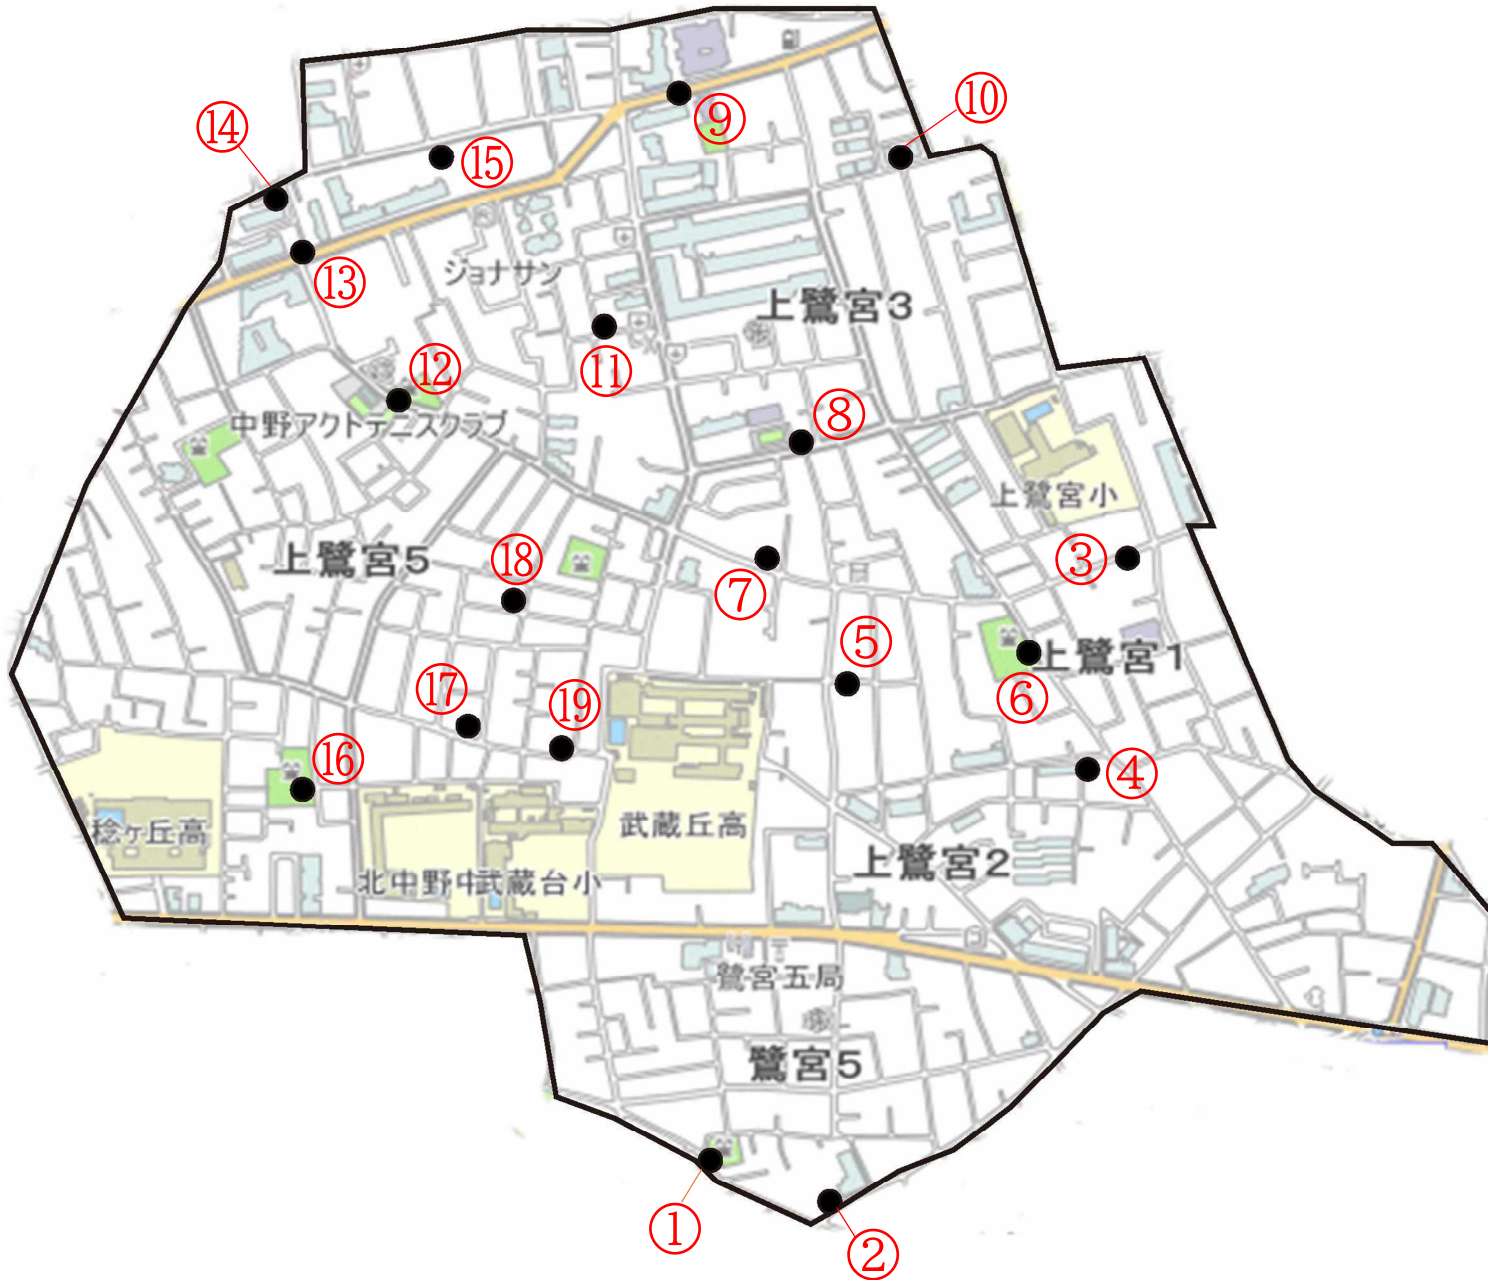 ⑩
⑨
⑭
⑮
ジョナサン
⑬
上鷺宮3
⑪
⑫
中野アクトテニスクラブ
⑧
上鷺宮小
上鷺宮5
⑱
③
⑦
⑤
上鷺宮1
⑥
⑰
⑲
⑯
④
稔ヶ丘高
武蔵丘高
上鷺宮2
北中野中
武蔵台小
鷺宮五局
鷺宮5
①
②